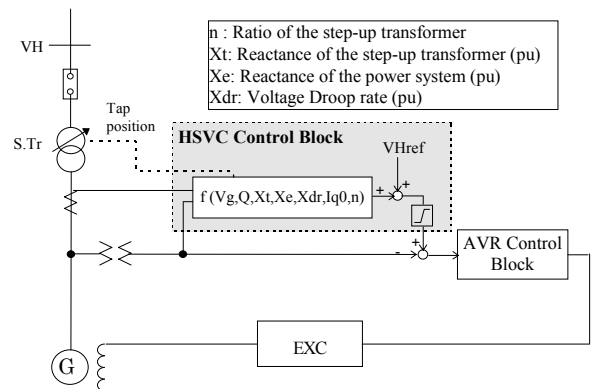 n : Ratio of the step-up transformer
Xt: Reactance of the step-up transformer (pu)
Xe: Reactance of the power system (pu)
Xdr: Voltage Droop rate (pu)
VH
Tap
position
S.Tr
HSVC Control Block
VHref
f (Vg,Q,Xt,Xe,Xdr,Iq0,n)
+
+
+
-
AVR Control
Block
EXC
G